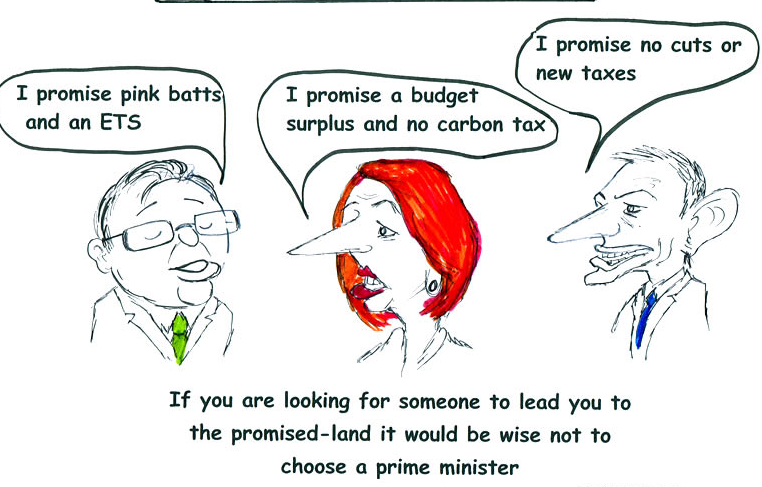 I promise pink batts
and an ETS
I promise a budget
surplus and no carbon tax
I promise no cuts or
new taxes
If you are looking for someone to lead you to
the promised-land it would be wise not to
choose a prime minister